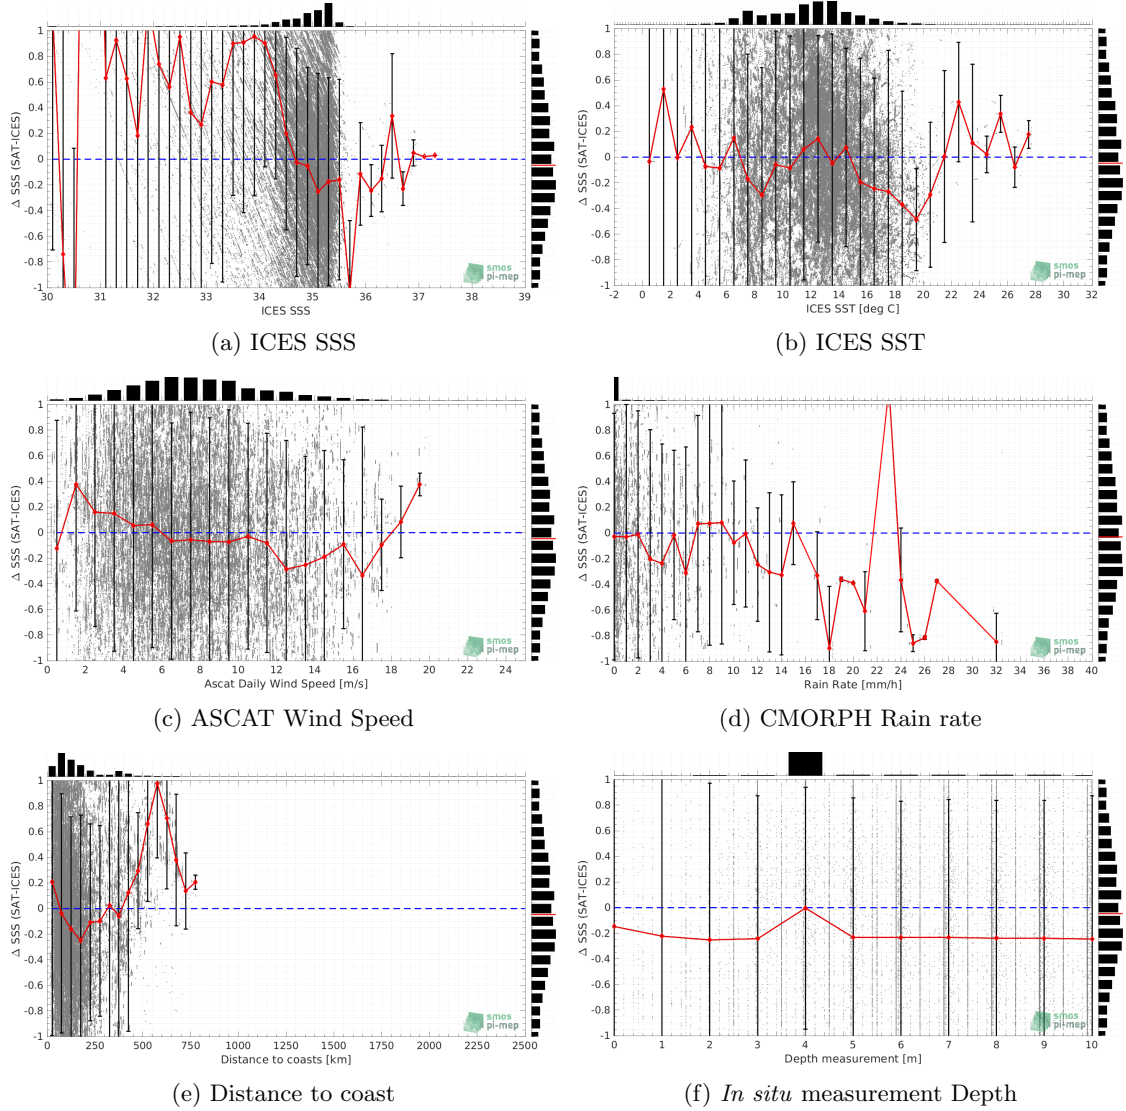 1
0.8
0.6
0.4
0.2
0
-0.2
-0.4
-0.6
-0.8
-1
Δ SSS (SAT-ICES)
30 31 32 33 34 35 36 37 38 39
ICES SSS
smos
pi-mep
(a) ICES SSS
1
0.8
0.6
0.4
0.2
0
-0.2
-0.4
-0.6
-0.8
-1
Δ SSS (SAT-ICES)
-2 0 2 4 6 8 10 12 14 16 18 20 22 24 26 28 30 32
ICES SST [deg C]
smos
pi-mep
(b) ICES SST
1
0.8
0.6
0.4
0.2
0
-0.2
-0.4
-0.6
-0.8
-1
Δ SSS (SAT-ICES)
0 2 4 6 8 10 12 14 16 18 20 22 24
Ascat Daily Wind Speed [m/s]
smos
pi-mep
(c) ASCAT Wind Speed
1
0.8
0.6
0.4
0.2
0
-0.2
-0.4
-0.6
-0.8
-1
Δ SSS (SAT-ICES)
0 2 4 6 8 10 12 14 16 18 20 22 24 26 28 30 32 34 36 38 40
Rain Rate [mm/h]
smos
pi-mep
(d) CMORPH Rain rate
1
0.8
0.6
0.4
0.2
0
-0.2
-0.4
-0.6
-0.8
-1
Δ SSS (SAT-ICES)
0 250 500 750 1000 1250 1500 1750 2000 2250 2500
Distance to coasts [km]
smos
pi-mep
(e) Distance to coast
1
0.8
0.6
0.4
0.2
0
-0.2
-0.4
-0.6
-0.8
-1
Δ SSS (SAT-ICES)
0 1 2 3 4 5 6 7 8 9 10
Depth measurement [m]
smos
pi-mep
(f) In situ measurement Depth